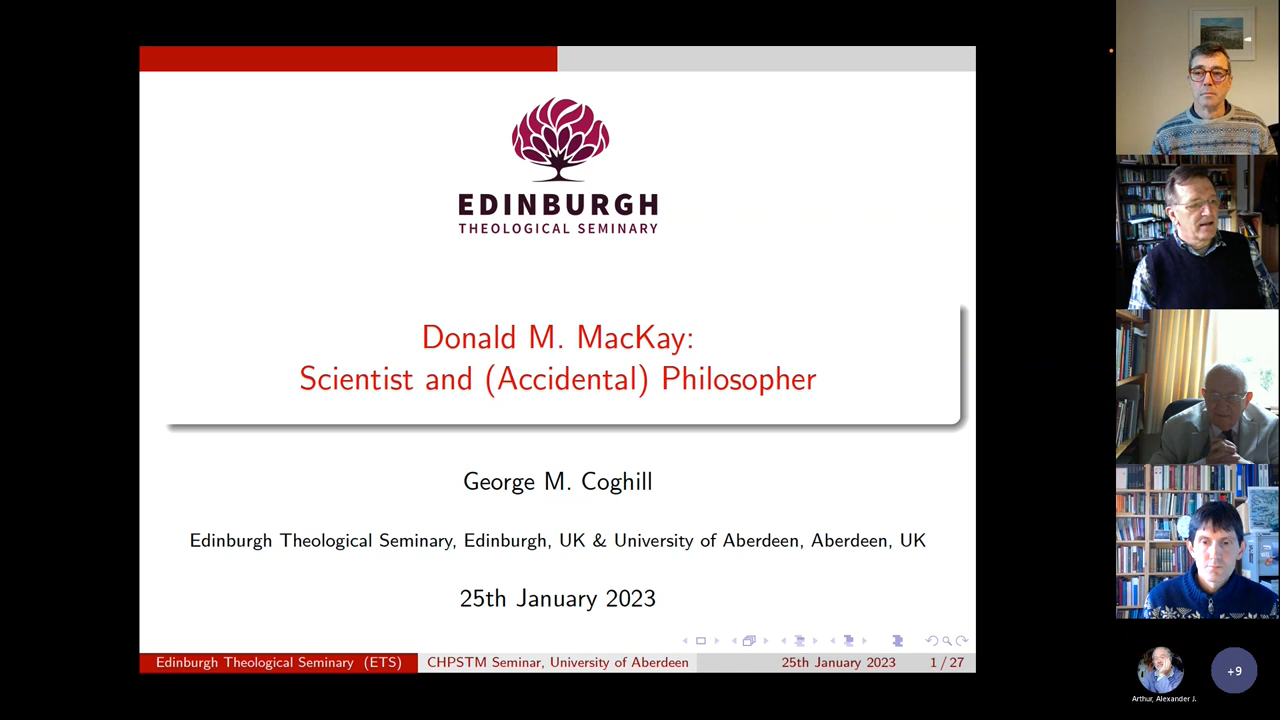 EDINBURGH
THEOLOGICAL SEMINARY
Donald M. MacKay:
Scientist and (Accidental) Philosopher
George M. Coghill
Edinburgh Theological Seminary, Edinburgh, UK & University of Aberdeen, Aberdeen, UK
25th January 2023
Edinburgh Theological Seminary (ETS) CHPSTM Seminar, University of Aberdeen 25th January 2023 1 / 27
+9
Arthur, Alexander J.